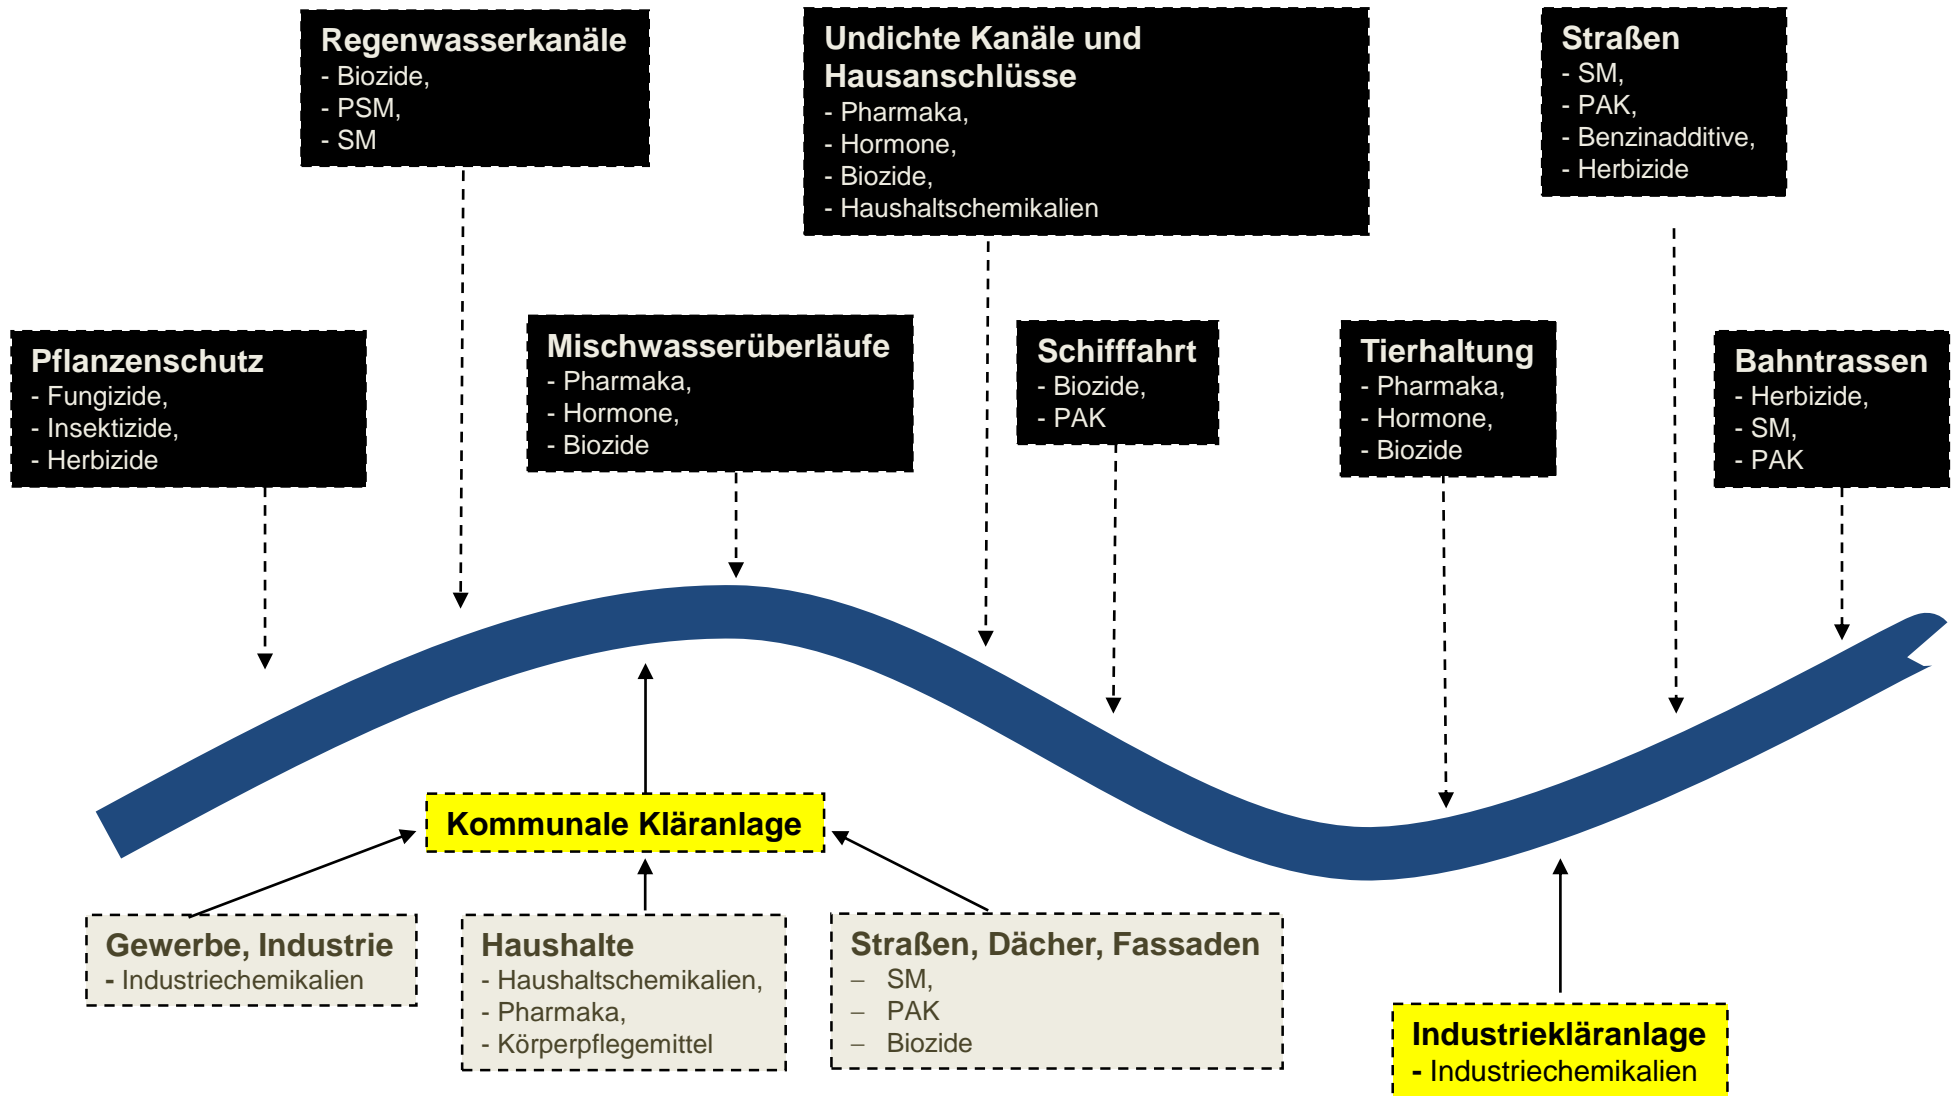 Regenwasserkanäle
- Biozide,
- PSM,
- SM
Undichte Kanäle und
Hausanschlüsse
- Pharmaka,
- Hormone,
- Biozide,
- Haushaltschemikalien
Straßen
- SM,
- PAK,
- Benzinadditive,
- Herbizide
Pflanzenschutz
- Fungizide,
- Insektizide,
- Herbizide
Mischwasserüberläufe
- Pharmaka,
- Hormone,
- Biozide
Schifffahrt
- Biozide,
- PAK
Tierhaltung
- Pharmaka,
- Hormone,
- Biozide
Bahntrassen
- Herbizide,
- SM,
- PAK
Kommunale Kläranlage
Gewerbe, Industrie
- Industriechemikalien
Haushalte
- Haushaltschemikalien,
- Pharmaka,
- Körperpflegemittel
Straßen, Dächer, Fassaden
– SM,
– PAK
– Biozide
Industriekläranlage
- Industriechemikalien